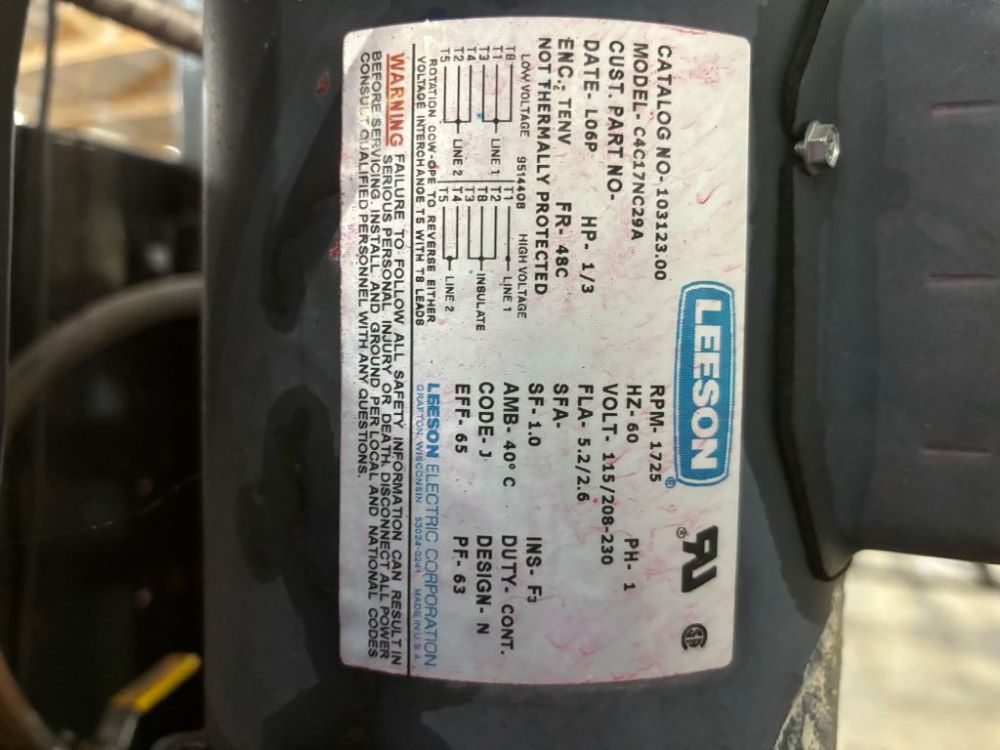 LEESON®
CATALOG NO- 103123.00
MODEL- C4C17NC29A
CUST. PART NO-
DATE- L06P HP- 1/3
ENC.: TENV FR- 48C
NOT THERMALLY PROTECTED
RPM- 1725
HZ- 60 PH- 1
VOLT- 115/208-230
FLA- 5.2/2.6
SFA-
SF- 1.0 INS- F3
AMB- 40° C DUTY- CONT.
CODE- J DESIGN- N
EFF- 65 PF- 63
LOW VOLTAGE 951440B HIGH VOLTAGE
T8 T1
T1 LINE 1 T2 LINE 1
T3 T8
T4 T3 INSULATE
T2 LINE 2 T4
T5 T5 LINE 2
ROTATION CCW-OPE TO REVERSE EITHER
VOLTAGE INTERCHANGE T5 WITH T8 LEADS
LEESON ELECTRIC CORPORATION
GRAFTON, WISCONSIN 53024-0241 MADE IN U.S.A.
WARNING FAILURE TO FOLLOW ALL SAFETY INFORMATION CAN RESULT IN
SERIOUS PERSONAL INJURY OR DEATH. DISCONNECT ALL POWER
BEFORE SERVICING. INSTALL AND GROUND PER LOCAL AND NATIONAL CODES
CONSULT QUALIFIED PERSONNEL WITH ANY QUESTIONS.